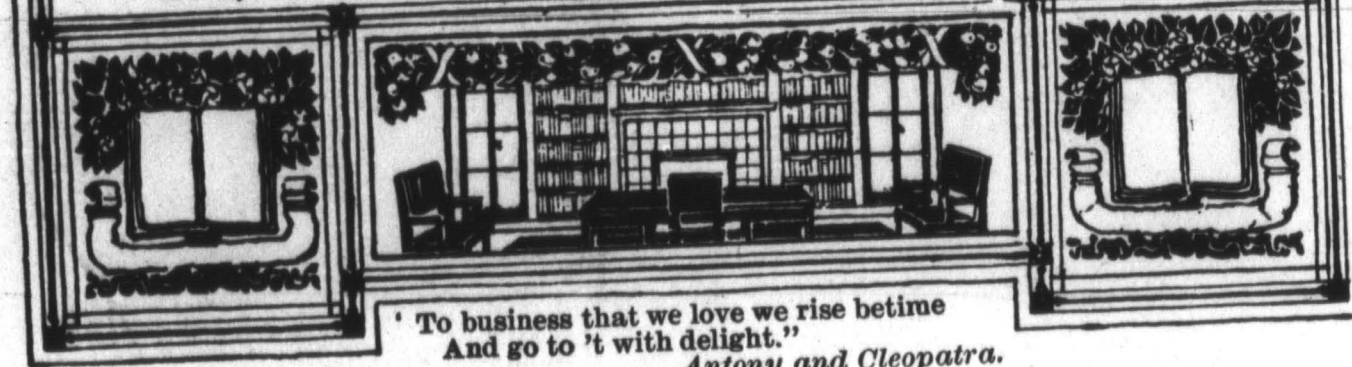 ‘ To business that we love we rise betime
And go to 't with delight.”
Antony and Cleopatra.